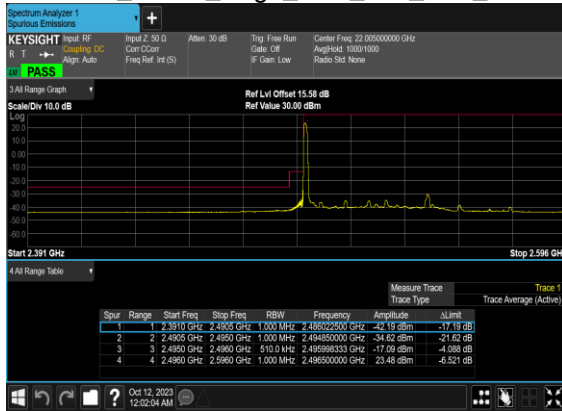 Spectrum Analyzer 1
Spurious Emissions
+
KEYSIGHT Input: RF Input Z: 50 Ω Atten: 30 dB Trig: Free Run Center Freq: 22.005000000 GHz
R T Coupling: DC Corr CCorr Gate: Off Avg|Hold: 1000/1000
Align: Auto Freq Ref: Int (S) IF Gain: Low Radio Std: None
PASS
3 All Range Graph Ref Lvl Offset 15.58 dB
Scale/Div 10.0 dB Ref Value 30.00 dBm
Log
20.0
10.0
0.00
-10.0
-20.0
-30.0
-40.0
-50.0
-60.0
Start 2.391 GHz Stop 2.596 GHz
4 All Range Table
Measure Trace Trace 1
Trace Type Trace Average (Active)
Spur Range Start Freq Stop Freq RBW Frequency Amplitude ΔLimit
1 1 2.3910 GHz 2.4905 GHz 1.000 MHz 2.486022500 GHz -42.19 dBm -17.19 dB
2 2 2.4905 GHz 2.4950 GHz 1.000 MHz 2.494850000 GHz -34.62 dBm -21.62 dB
3 3 2.4950 GHz 2.4960 GHz 510.0 kHz 2.495998333 GHz -17.09 dBm -4.088 dB
4 4 2.4960 GHz 2.5960 GHz 1.000 MHz 2.496500000 GHz 23.48 dBm -6.521 dB
? Oct 12, 2023
12:02:04 AM